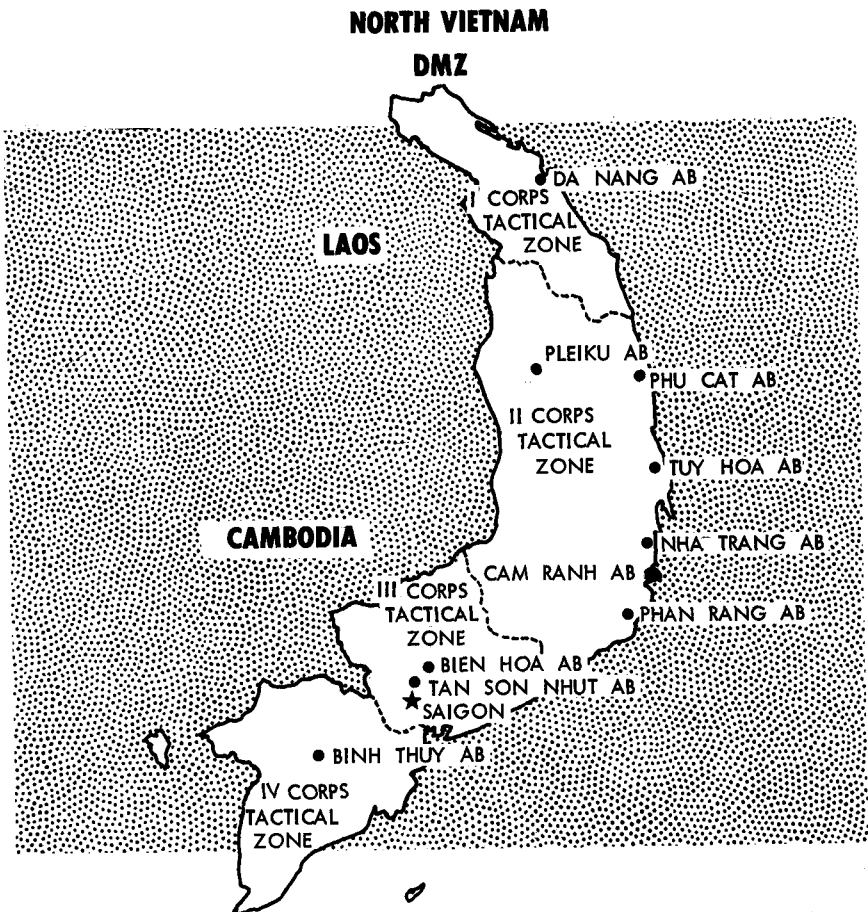 NORTH VIETNAM
DMZ
DA NANG AB
I CORPS
TACTICAL
ZONE
LAOS
PLEIKU AB
PHU CAT AB
II CORPS
TACTICAL
ZONE
TUY HOA AB
CAMBODIA
NHA TRANG AB
CAM RANH AB
III CORPS
TACTICAL
ZONE
PHAN RANG AB
BIEN HOA AB
TAN SON NHUT AB
SAIGON
BINH THUY AB
IV CORPS
TACTICAL
ZONE